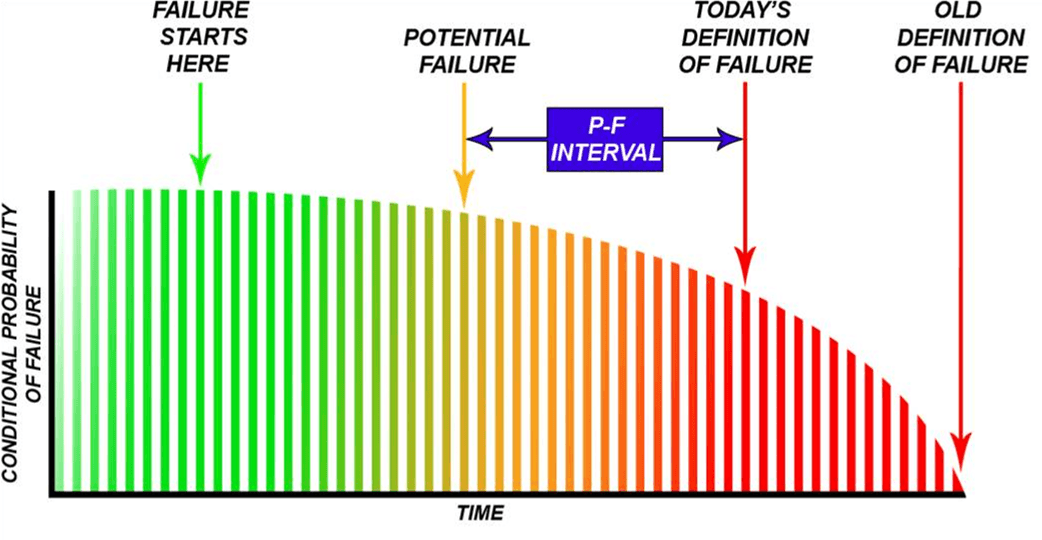 FAILURE
STARTS
HERE
POTENTIAL
FAILURE
TODAY'S
DEFINITION
OF FAILURE
OLD
DEFINITION
OF FAILURE
P-F
INTERVAL
CONDITIONAL PROBABILITY
OF FAILURE
TIME